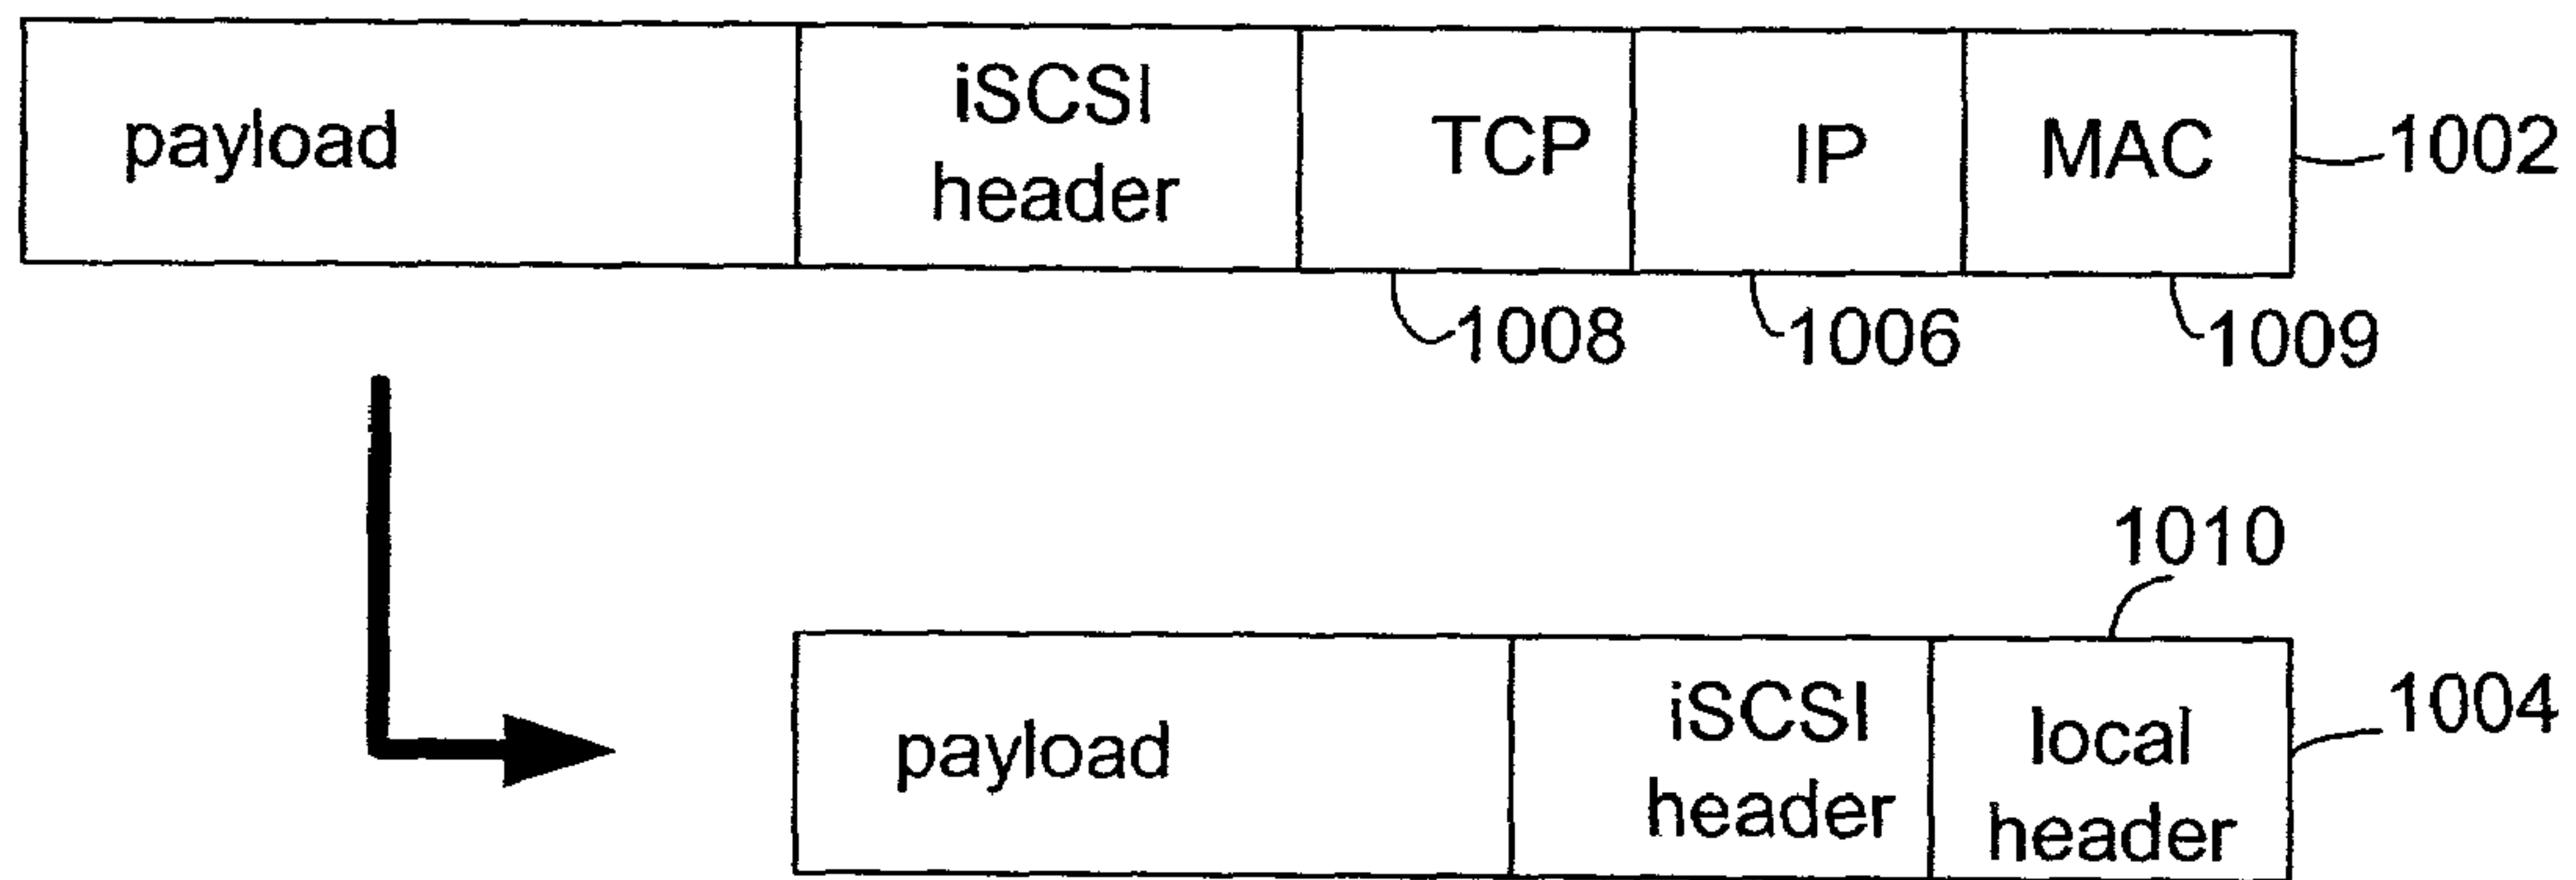 payload
iSCSI
header
TCP
IP
MAC
1002
1008
1006
1009
1010
payload
iSCSI
header
local
header
1004